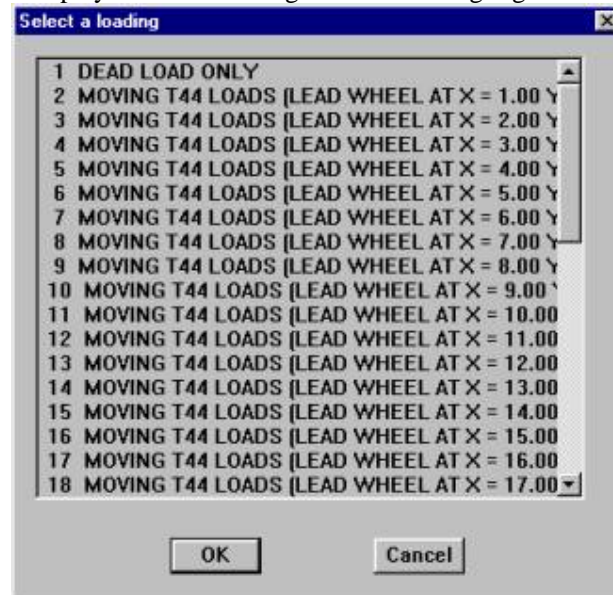 Select a loading
1 DEAD LOAD ONLY
2 MOVING T44 LOADS (LEAD WHEEL AT X = 1.00 Y
3 MOVING T44 LOADS (LEAD WHEEL AT X = 2.00 Y
4 MOVING T44 LOADS (LEAD WHEEL AT X = 3.00 Y
5 MOVING T44 LOADS (LEAD WHEEL AT X = 4.00 Y
6 MOVING T44 LOADS (LEAD WHEEL AT X = 5.00 Y
7 MOVING T44 LOADS (LEAD WHEEL AT X = 6.00 Y
8 MOVING T44 LOADS (LEAD WHEEL AT X = 7.00 Y
9 MOVING T44 LOADS (LEAD WHEEL AT X = 8.00 Y
10 MOVING T44 LOADS (LEAD WHEEL AT X = 9.00
11 MOVING T44 LOADS (LEAD WHEEL AT X = 10.00
12 MOVING T44 LOADS (LEAD WHEEL AT X = 11.00
13 MOVING T44 LOADS (LEAD WHEEL AT X = 12.00
14 MOVING T44 LOADS (LEAD WHEEL AT X = 13.00
15 MOVING T44 LOADS (LEAD WHEEL AT X = 14.00
16 MOVING T44 LOADS (LEAD WHEEL AT X = 15.00
17 MOVING T44 LOADS (LEAD WHEEL AT X = 16.00
18 MOVING T44 LOADS (LEAD WHEEL AT X = 17.00
OK Cancel